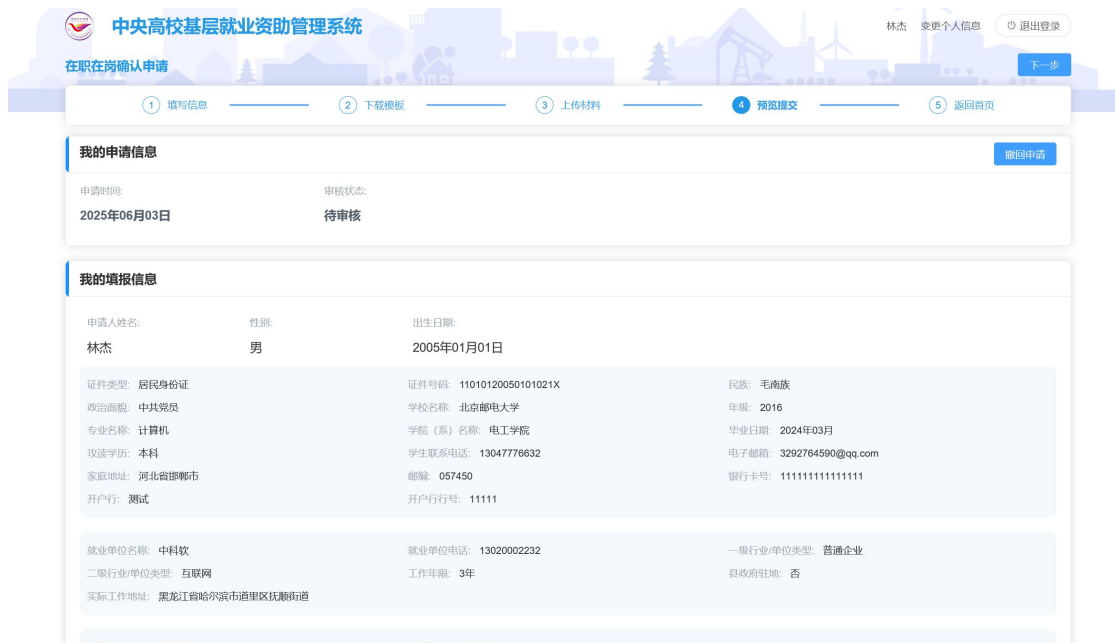 中央高校基层就业资助管理系统
林杰 变更个人信息 退出登录
在职在岗确认申请
下一步
1 填写信息 2 下载模板 3 上传材料 4 预览提交 5 返回首页
我的申请信息
撤回申请
申请时间: 审核状态:
2025年06月03日 待审核
我的填报信息
申请人姓名: 性别: 出生日期:
林杰 男 2005年01月01日
证件类型: 居民身份证 证件号码: 11010120050101021X 民族: 毛南族
政治面貌: 中共党员 学校名称: 北京邮电大学 年级: 2016
专业名称: 计算机 学院（系）名称: 电工学院 毕业日期: 2024年03月
攻读学历: 本科 学生联系电话: 13047776632 电子邮箱: 3292764590@qq.com
家庭地址: 河北省邯郸市 邮编: 057450 银行卡号: 111111111111111
开户行: 测试 开户行行号: 11111
就业单位名称: 中科软 就业单位电话: 13020002232 一级行业/单位类型: 普通企业
二级行业/单位类型: 互联网 工作年限: 3年 县政府驻地: 否
实际工作地址: 黑龙江省哈尔滨市道里区抚顺街道